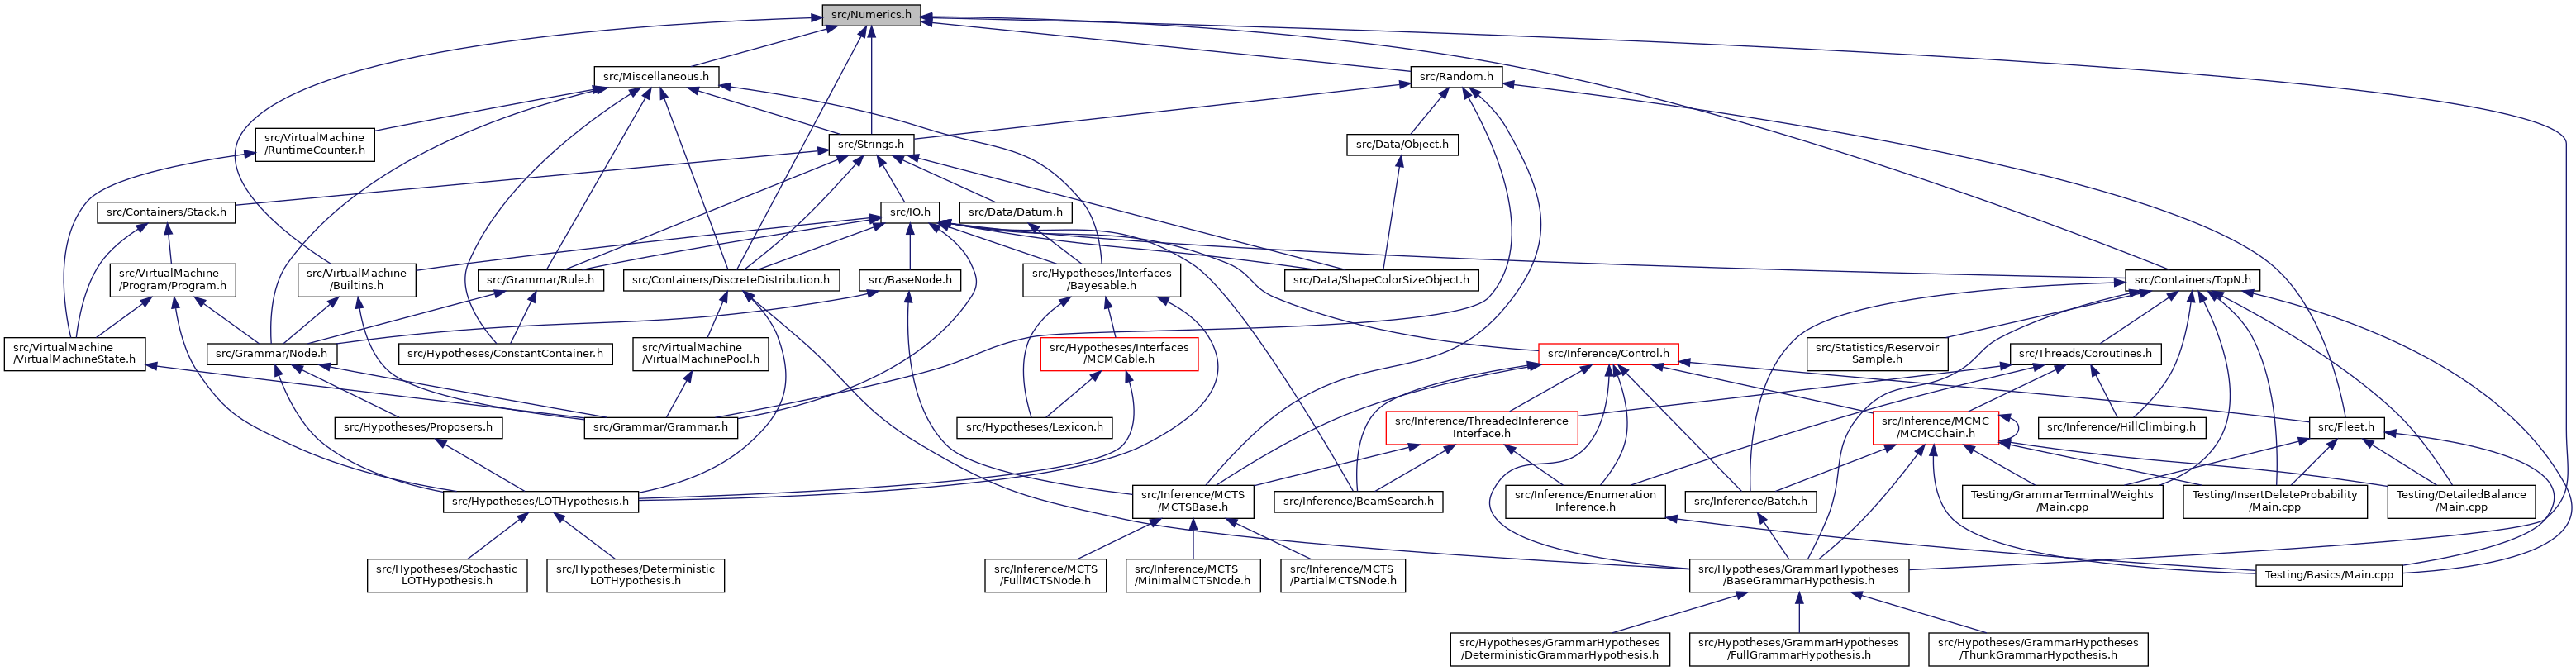 src/Numerics.h
src/Miscellaneous.h
src/Random.h
src/VirtualMachine
/RuntimeCounter.h
src/Strings.h
src/Data/Object.h
src/Containers/Stack.h
src/IO.h
src/Data/Datum.h
src/VirtualMachine
/Program/Program.h
src/VirtualMachine
/Builtins.h
src/Grammar/Rule.h
src/Containers/DiscreteDistribution.h
src/BaseNode.h
src/Hypotheses/Interfaces
/Bayesable.h
src/Data/ShapeColorSizeObject.h
src/Containers/TopN.h
src/VirtualMachine
/VirtualMachineState.h
src/Grammar/Node.h
src/Hypotheses/ConstantContainer.h
src/VirtualMachine
/VirtualMachinePool.h
src/Hypotheses/Interfaces
/MCMCable.h
src/Inference/Control.h
src/Statistics/Reservoir
Sample.h
src/Threads/Coroutines.h
src/Hypotheses/Proposers.h
src/Grammar/Grammar.h
src/Hypotheses/Lexicon.h
src/Inference/ThreadedInference
Interface.h
src/Inference/MCMC
/MCMCChain.h
src/Inference/HillClimbing.h
src/Fleet.h
src/Hypotheses/LOTHypothesis.h
src/Inference/MCTS
/MCTSBase.h
src/Inference/BeamSearch.h
src/Inference/Enumeration
Inference.h
src/Inference/Batch.h
Testing/GrammarTerminalWeights
/Main.cpp
Testing/InsertDeleteProbability
/Main.cpp
Testing/DetailedBalance
/Main.cpp
src/Hypotheses/Stochastic
LOTHypothesis.h
src/Hypotheses/Deterministic
LOTHypothesis.h
src/Inference/MCTS
/FullMCTSNode.h
src/Inference/MCTS
/MinimalMCTSNode.h
src/Inference/MCTS
/PartialMCTSNode.h
src/Hypotheses/GrammarHypotheses
/BaseGrammarHypothesis.h
Testing/Basics/Main.cpp
src/Hypotheses/GrammarHypotheses
/DeterministicGrammarHypothesis.h
src/Hypotheses/GrammarHypotheses
/FullGrammarHypothesis.h
src/Hypotheses/GrammarHypotheses
/ThunkGrammarHypothesis.h